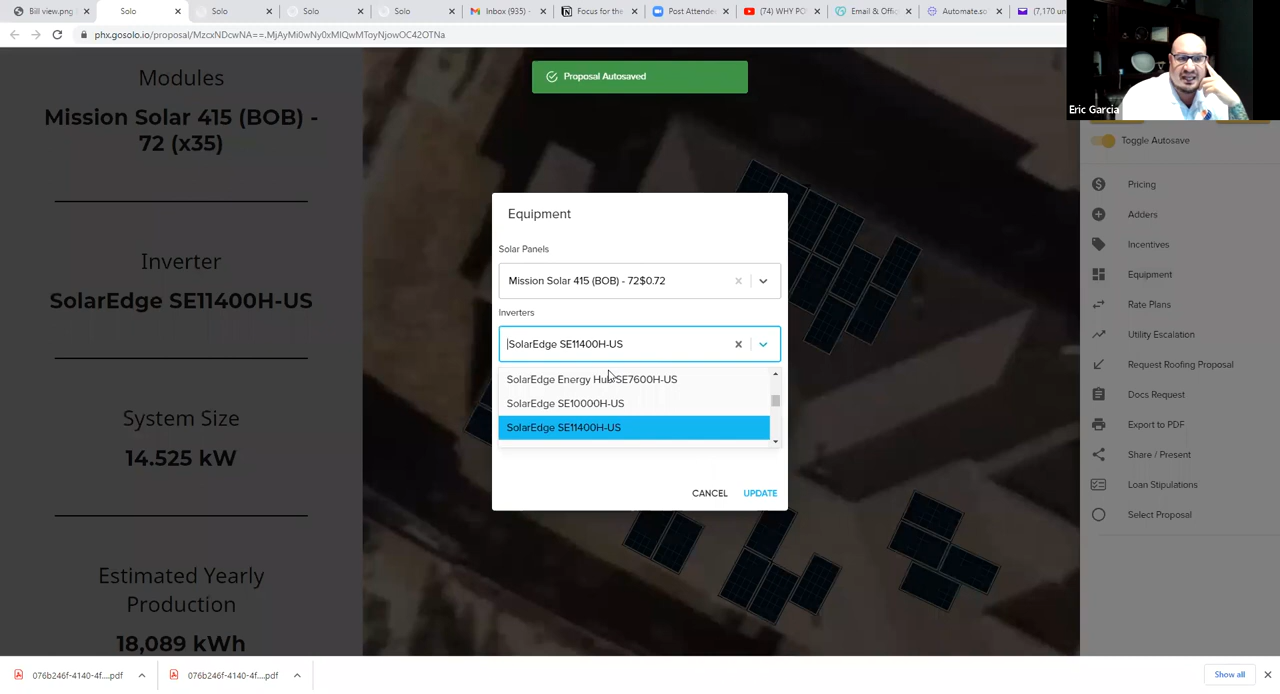 Bill view.png
Solo
Solo
Solo
Solo
Inbox (935) -
Focus for the
Post Attended
(74) WHY PO
Email & Offic
Automate.so
(7,170 un
phx.gosolo.io/proposal/MzcxNDcwNA==.MjAyMi0wNy0xMlQwMToyNjowOC42OTNa
Eric Garcia
Proposal Autosaved
Modules
Mission Solar 415 (BOB) -
72 (x35)
Inverter
SolarEdge SE11400H-US
System Size
14.525 kW
Estimated Yearly
Production
18,089 kWh
Equipment
Solar Panels
Mission Solar 415 (BOB) - 72$0.72
Inverters
SolarEdge SE11400H-US
SolarEdge Energy Hub SE7600H-US
SolarEdge SE10000H-US
SolarEdge SE11400H-US
CANCEL
UPDATE
Toggle Autosave
Pricing
Adders
Incentives
Equipment
Rate Plans
Utility Escalation
Request Roofing Proposal
Docs Request
Export to PDF
Share / Present
Loan Stipulations
Select Proposal
076b246f-4140-4f....pdf
076b246f-4140-4f....pdf
Show all